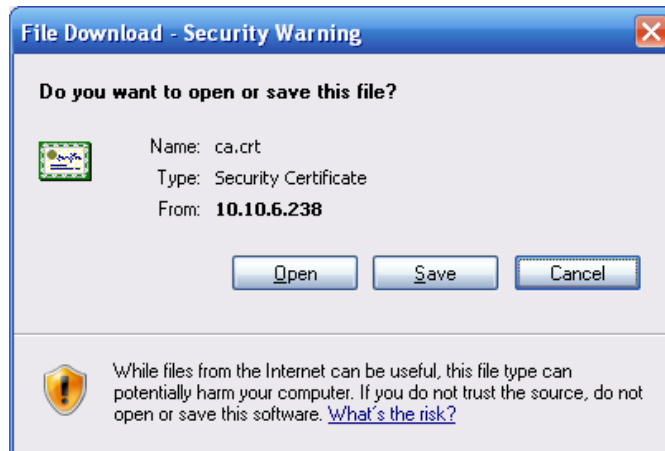 File Download - Security Warning
Do you want to open or save this file?
Name: ca.crt
Type: Security Certificate
From: 10.10.6.238
Open Save Cancel
While files from the Internet can be useful, this file type can
potentially harm your computer. If you do not trust the source, do not
open or save this software. What's the risk?